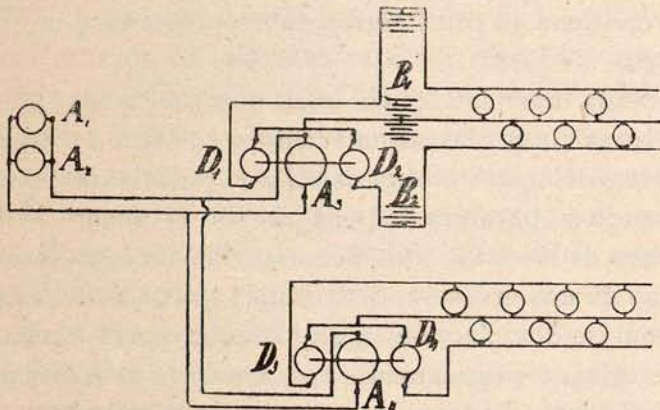 B₁
A₁
A₂
D₁
D₂
A₃
B₂
D₃
D₄
A₄